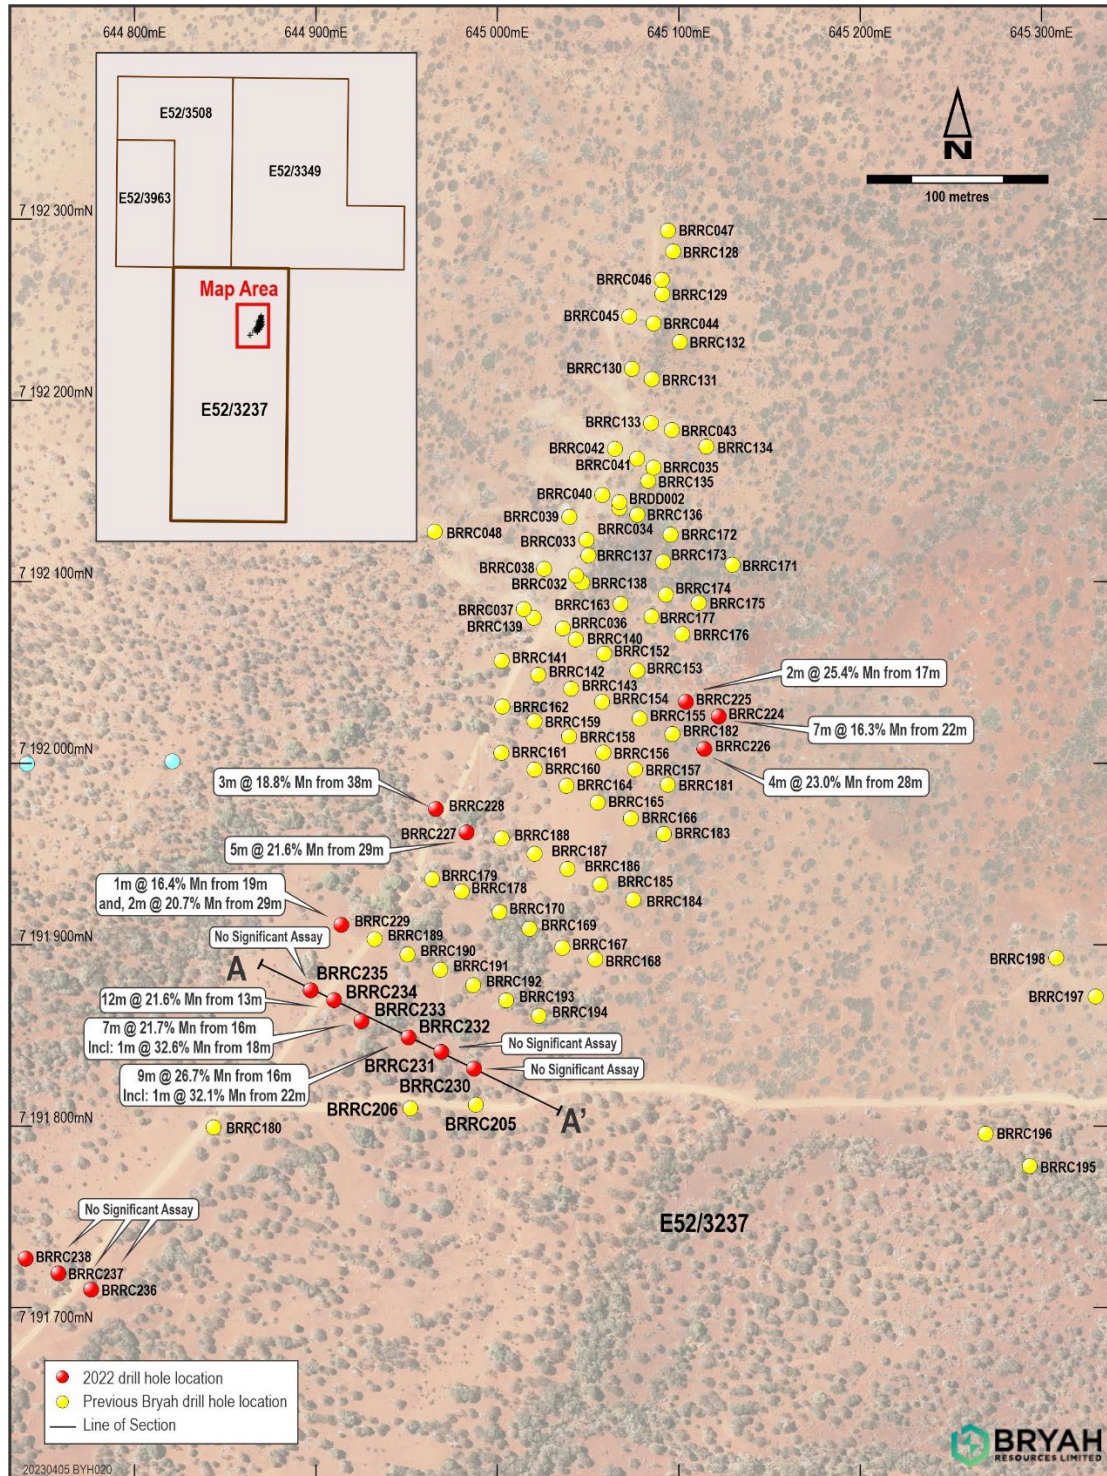 644 800mE
644 900mE
645 000mE
645 100mE
645 200mE
645 300mE
E52/3508
E52/3349
E52/3963
Map Area
E52/3237
N
100 metres
7 192 300mN
BRRC047
BRRC128
BRRC046
BRRC129
BRRC045
BRRC044
BRRC132
BRRC130
BRRC131
7 192 200mN
BRRC133
BRRC043
BRRC042
BRRC134
BRRC041
BRRC035
BRRC135
BRRC040
BRDD002
BRRC039
BRRC136
BRRC048
BRRC034
BRRC172
BRRC033
BRRC137
BRRC173
BRRC171
BRRC038
7 192 100mN
BRRC032
BRRC138
BRRC174
BRRC163
BRRC175
BRRC037
BRRC177
BRRC139
BRRC036
BRRC176
BRRC140
BRRC152
BRRC141
BRRC153
BRRC142
2m @ 25.4% Mn from 17m
BRRC143
BRRC154
BRRC225
BRRC162
BRRC155
BRRC224
BRRC159
7m @ 16.3% Mn from 22m
BRRC182
BRRC158
BRRC226
7 192 000mN
BRRC161
BRRC156
BRRC160
BRRC157
4m @ 23.0% Mn from 28m
3m @ 18.8% Mn from 38m
BRRC164
BRRC181
BRRC228
BRRC165
BRRC166
BRRC227
BRRC183
BRRC188
5m @ 21.6% Mn from 29m
BRRC187
BRRC186
BRRC179
BRRC185
1m @ 16.4% Mn from 19m
and, 2m @ 20.7% Mn from 29m
BRRC178
BRRC184
BRRC170
BRRC229
BRRC169
7 191 900mN
No Significant Assay
BRRC189
BRRC167
BRRC190
BRRC168
BRRC198
A
BRRC191
BRRC235
BRRC192
BRRC197
12m @ 21.6% Mn from 13m
BRRC234
BRRC193
BRRC233
BRRC194
7m @ 21.7% Mn from 16m
Incl: 1m @ 32.6% Mn from 18m
BRRC232
No Significant Assay
BRRC231
No Significant Assay
9m @ 26.7% Mn from 16m
Incl: 1m @ 32.1% Mn from 22m
BRRC230
BRRC206
BRRC205
A'
7 191 800mN
BRRC180
BRRC196
BRRC195
No Significant Assay
E52/3237
BRRC238
BRRC237
BRRC236
7 191 700mN
2022 drill hole location
Previous Bryah drill hole location
Line of Section
BRYAH
RESOURCES LIMITED
20230405 BYH020